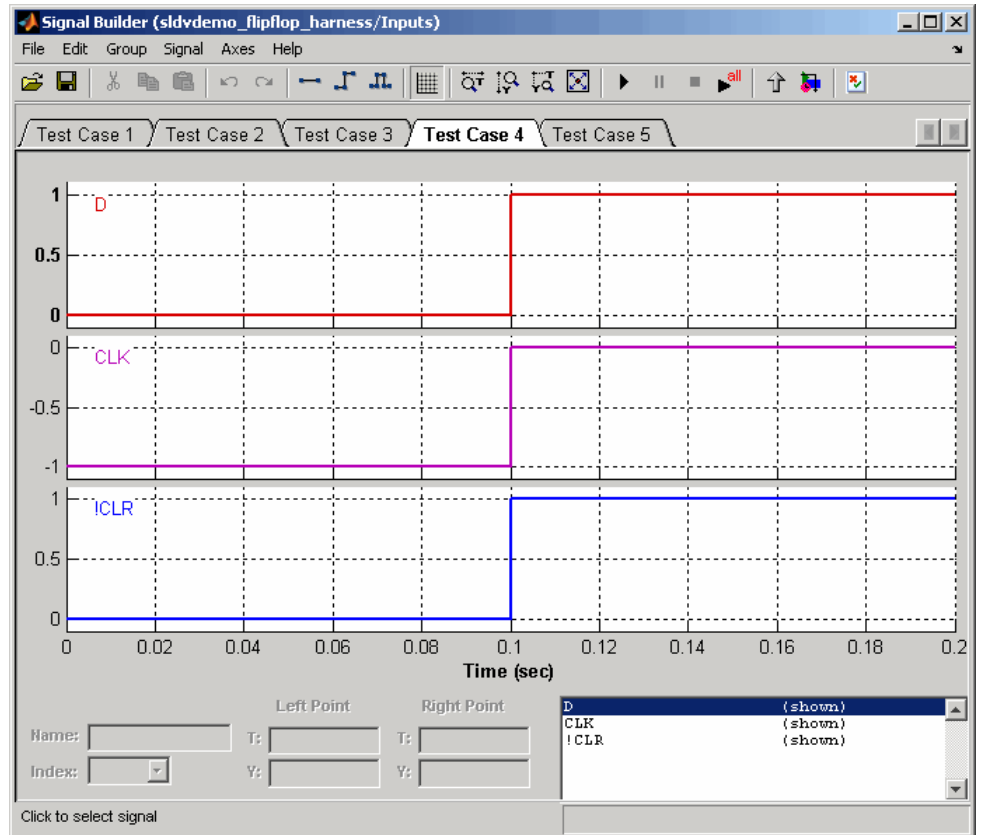 Signal Builder (sldvdemo_flipflop_harness/Inputs)
File Edit Group Signal Axes Help
all
Test Case 1 Test Case 2 Test Case 3 Test Case 4 Test Case 5
1
D
0.5
0
0
CLK
-0.5
-1
1
!CLR
0.5
0
0 0.02 0.04 0.06 0.08 0.1 0.12 0.14 0.16 0.18 0.2
Time (sec)
Left Point Right Point
Name: T: T:
Index: Y: Y:
D (shown)
CLK (shown)
!CLR (shown)
Click to select signal